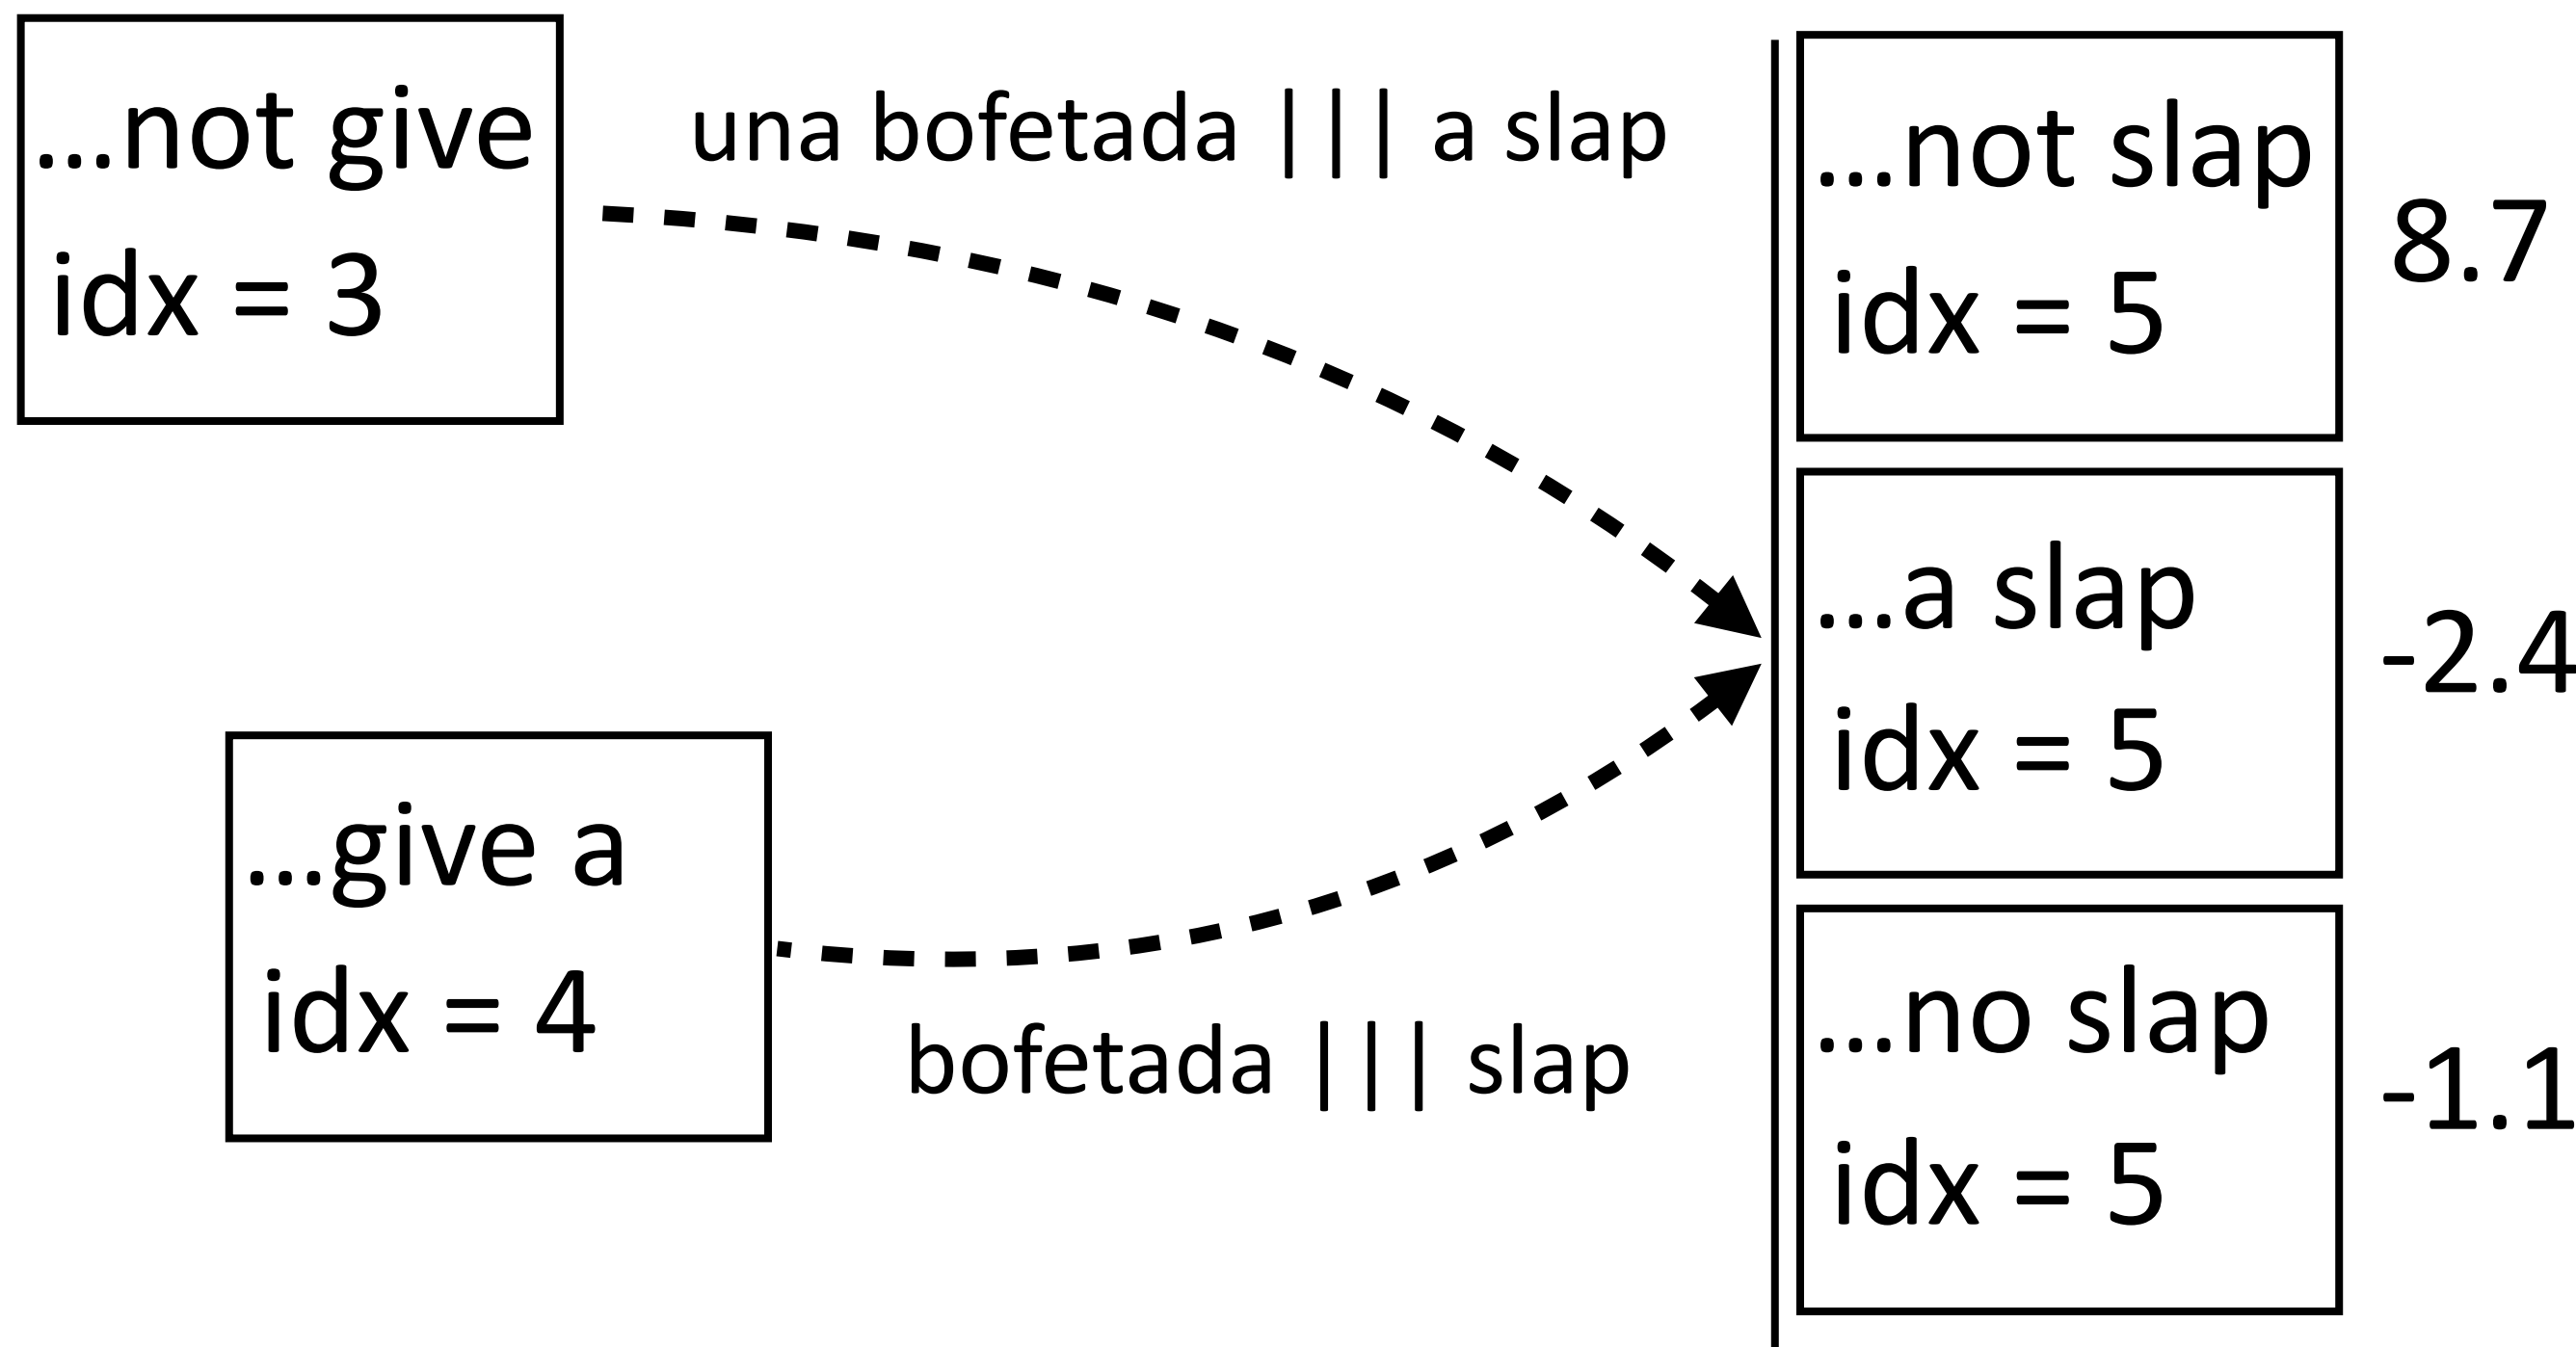 ...not give
idx = 3
una bofetada ||| a slap
...give a
idx = 4
bofetada ||| slap
...not slap
idx = 5
8.7
...a slap
idx = 5
-2.4
...no slap
idx = 5
-1.1